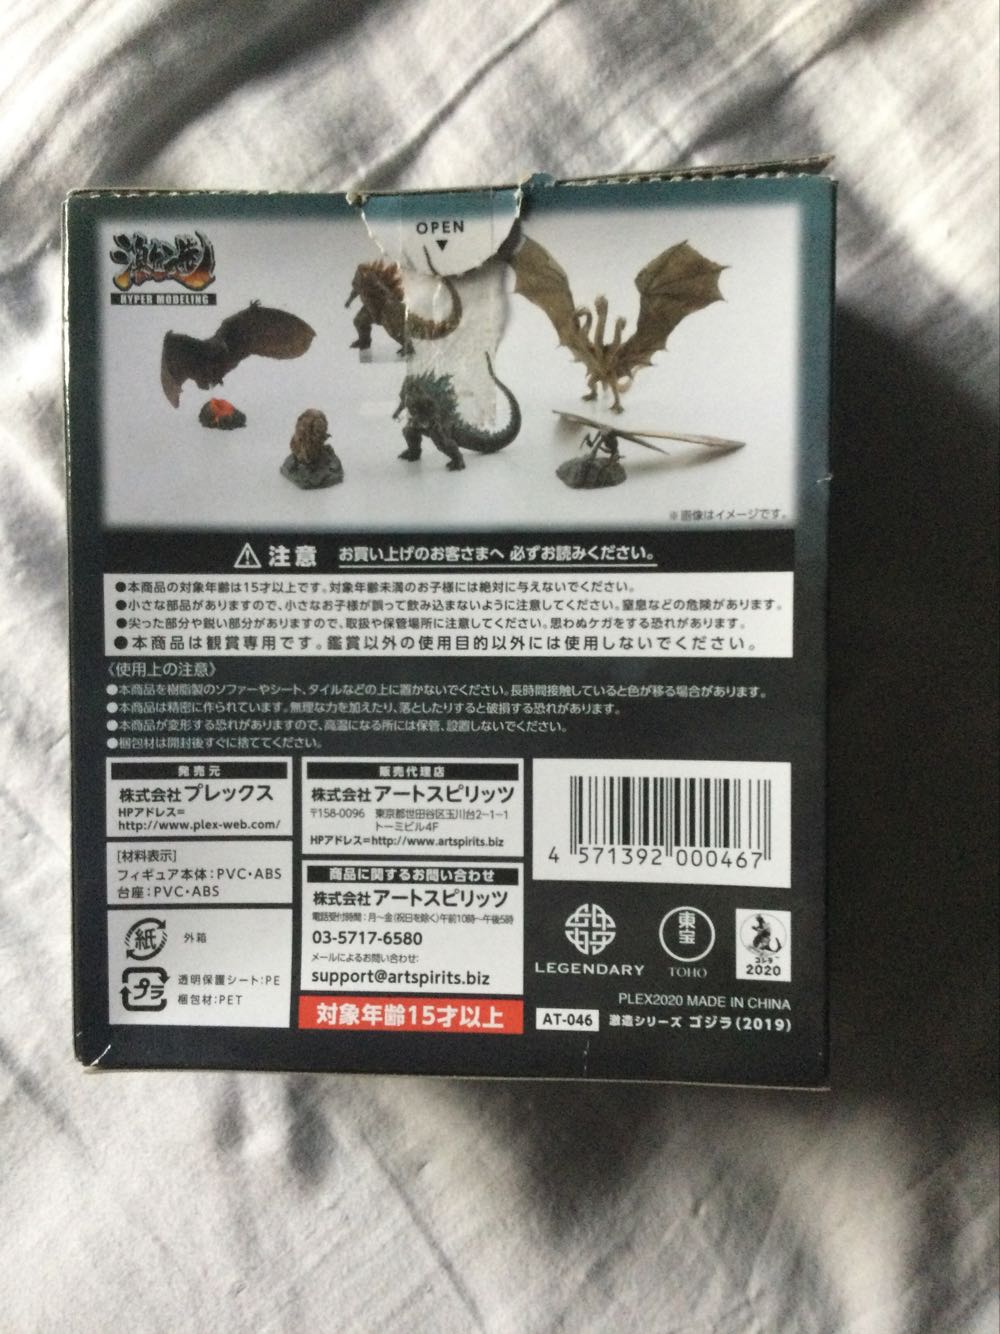 OPEN
激造
HYPER MODELING
※画像はイメージです。
注意 お買い上げのお客さまへ 必ずお読みください。
●本商品の対象年齢は15才以上です。対象年齢未満のお子様には絶対に与えないでください。
●小さな部品がありますので、小さなお子様が誤って飲み込まないように注意してください。窒息などの危険があります。
●尖った部分や鋭い部分がありますので、取扱や保管場所に注意してください。思わぬケガをする恐れがあります。
●本商品は観賞専用です。鑑賞以外の使用目的以外には使用しないでください。
《使用上の注意》
●本商品を樹脂製のソファーやシート、タイルなどの上に置かないでください。長時間接触していると色が移る場合があります。
●本商品は精密に作られています。無理な力を加えたり、落としたりすると破損する恐れがあります。
●本商品が変形する恐れがありますので、高温になる所には保管、設置しないでください。
●梱包材は開封後すぐに捨ててください。
発売元
株式会社プレックス
HPアドレス=
http://www.plex-web.com/
[材料表示]
フィギュア本体:PVC・ABS
台座:PVC・ABS
紙 外箱
プラ 透明保護シート:PE
梱包材:PET
販売代理店
株式会社アートスピリッツ
〒158-0096 東京都世田谷区玉川台2-1-1
トーミビル4F
HPアドレス=http://www.artspirits.biz
商品に関するお問い合わせ
株式会社アートスピリッツ
電話受付時間:月〜金(祝日を除く)午前10時〜午後5時
03-5717-6580
メールによるお問い合わせ:
support@artspirits.biz
対象年齢15才以上
4 571392 000467
LEGENDARY
東宝
TOHO
ゴジラ
2020
PLEX2020 MADE IN CHINA
AT-046 激造シリーズ ゴジラ(2019)